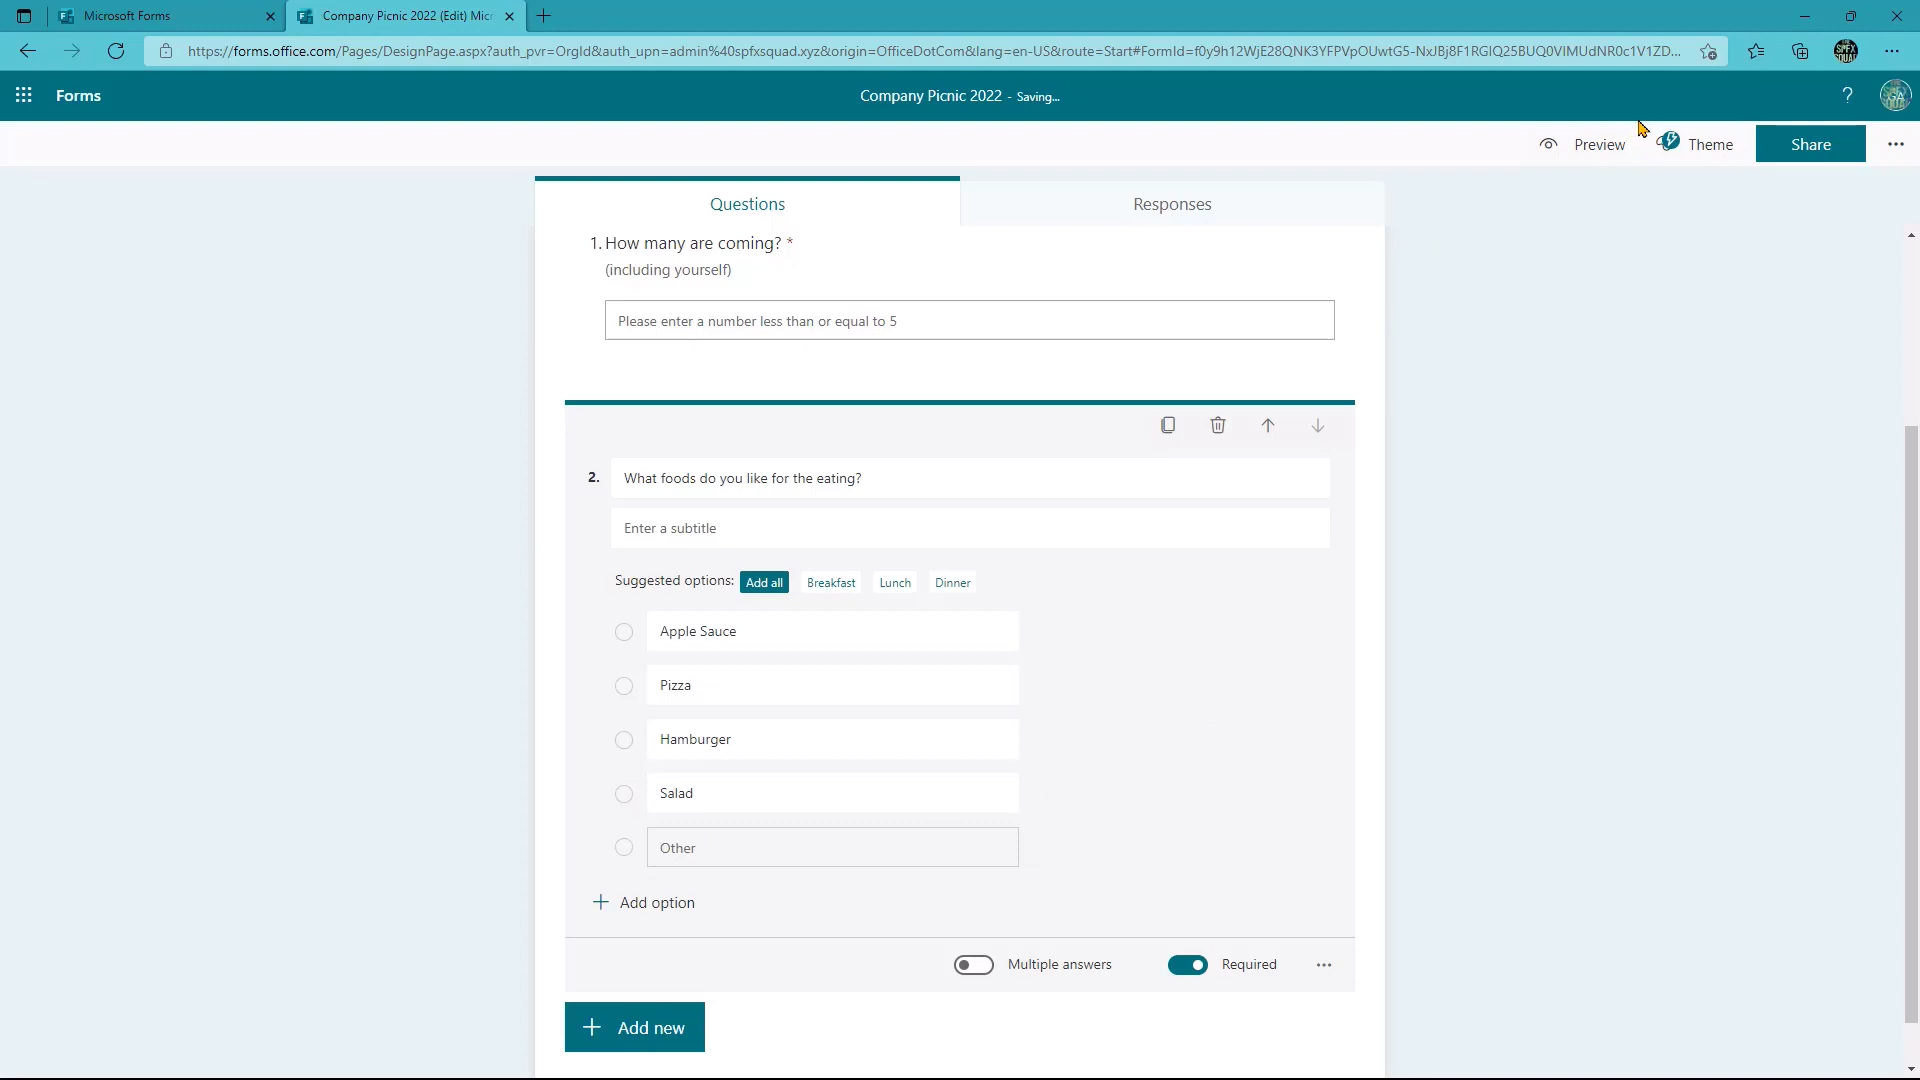 Microsoft Forms
Company Picnic 2022 (Edit) Micr
https://forms.office.com/Pages/DesignPage.aspx?auth_pvr=OrgId&auth_upn=admin%40spfxsquad.xyz&origin=OfficeDotCom&lang=en-US&route=Start#FormId=f0y9h12WjE28QNK3YFPVpOUwtG5-NxJBj8F1RGlQ25BUQ0VIMUdNR0c1V1ZD...
Forms
Company Picnic 2022 - Saving...
?
Preview
Theme
Share
Questions
Responses
1. How many are coming? *
(including yourself)
Please enter a number less than or equal to 5
2. What foods do you like for the eating?
Enter a subtitle
Suggested options: Add all Breakfast Lunch Dinner
Apple Sauce
Pizza
Hamburger
Salad
Other
+ Add option
Multiple answers
Required
+ Add new